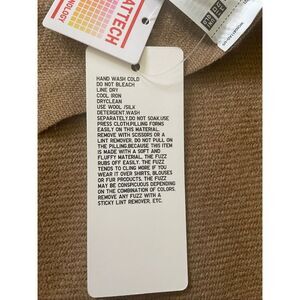 ATTECH
NOLOGY
HAND WASH COLD
DO NOT BLEACH
LINE DRY
COOL IRON
DRYCLEAN
USE WOOL /SILK
DETERGENT.WASH
SEPARATELY.DO NOT SOAK.USE
PRESS CLOTH.PILLING FORMS
EASILY ON THIS MATERIAL.
REMOVE WITH SCISSORS OR A
LINT REMOVER. DO NOT PULL ON
THE PILLING.BECAUSE THIS ITEM
IS MADE WITH A SOFT AND
FLUFFY MATERIAL, THE FUZZ
RUBS OFF EASILY. THE FUZZ
TENDS TO CLING MORE IF YOU
WEAR IT OVER SHIRTS, BLOUSES
OR FUR PRODUCTS. THE FUZZ
MAY BE CONSPICUOUS DEPENDING
ON THE COMBINATION OF COLORS.
REMOVE ANY FUZZ WITH A
STICKY LINT REMOVER, ETC.